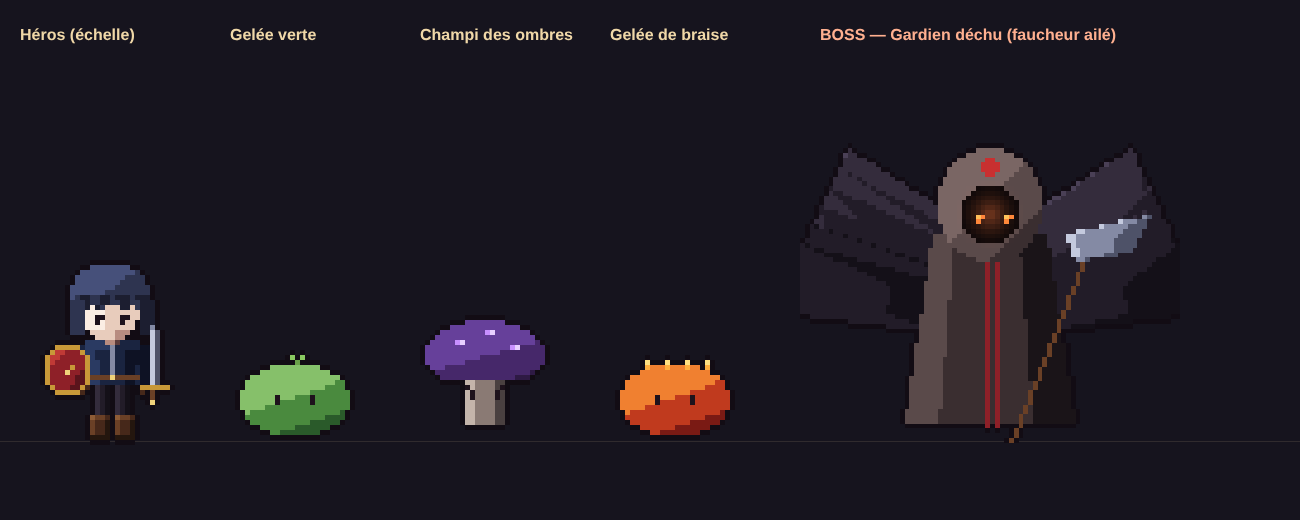 Héros (échelle)
Gelée verte
Champi des ombres
Gelée de braise
BOSS — Gardien déchu (faucheur ailé)